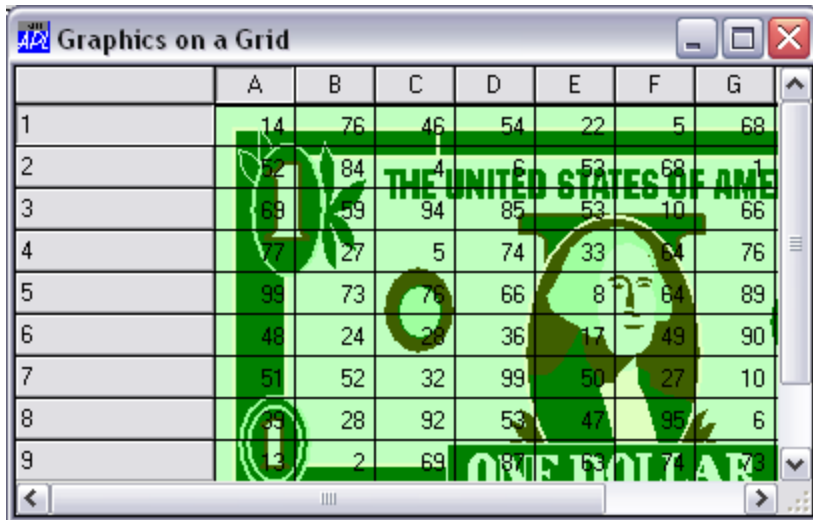 APL Graphics on a Grid
A B C D E F G
1 14 76 46 54 22 5 68
2 52 84 4 6 53 68 1
THE UNITED STATES OF AME
3 69 59 94 85 53 10 66
4 77 27 5 74 33 64 76
5 99 73 76 66 8 64 89
6 48 24 28 36 17 49 90
7 51 52 32 99 50 27 10
8 39 28 92 53 47 95 6
9 13 2 69 87 63 74 73
ONE DOLLAR